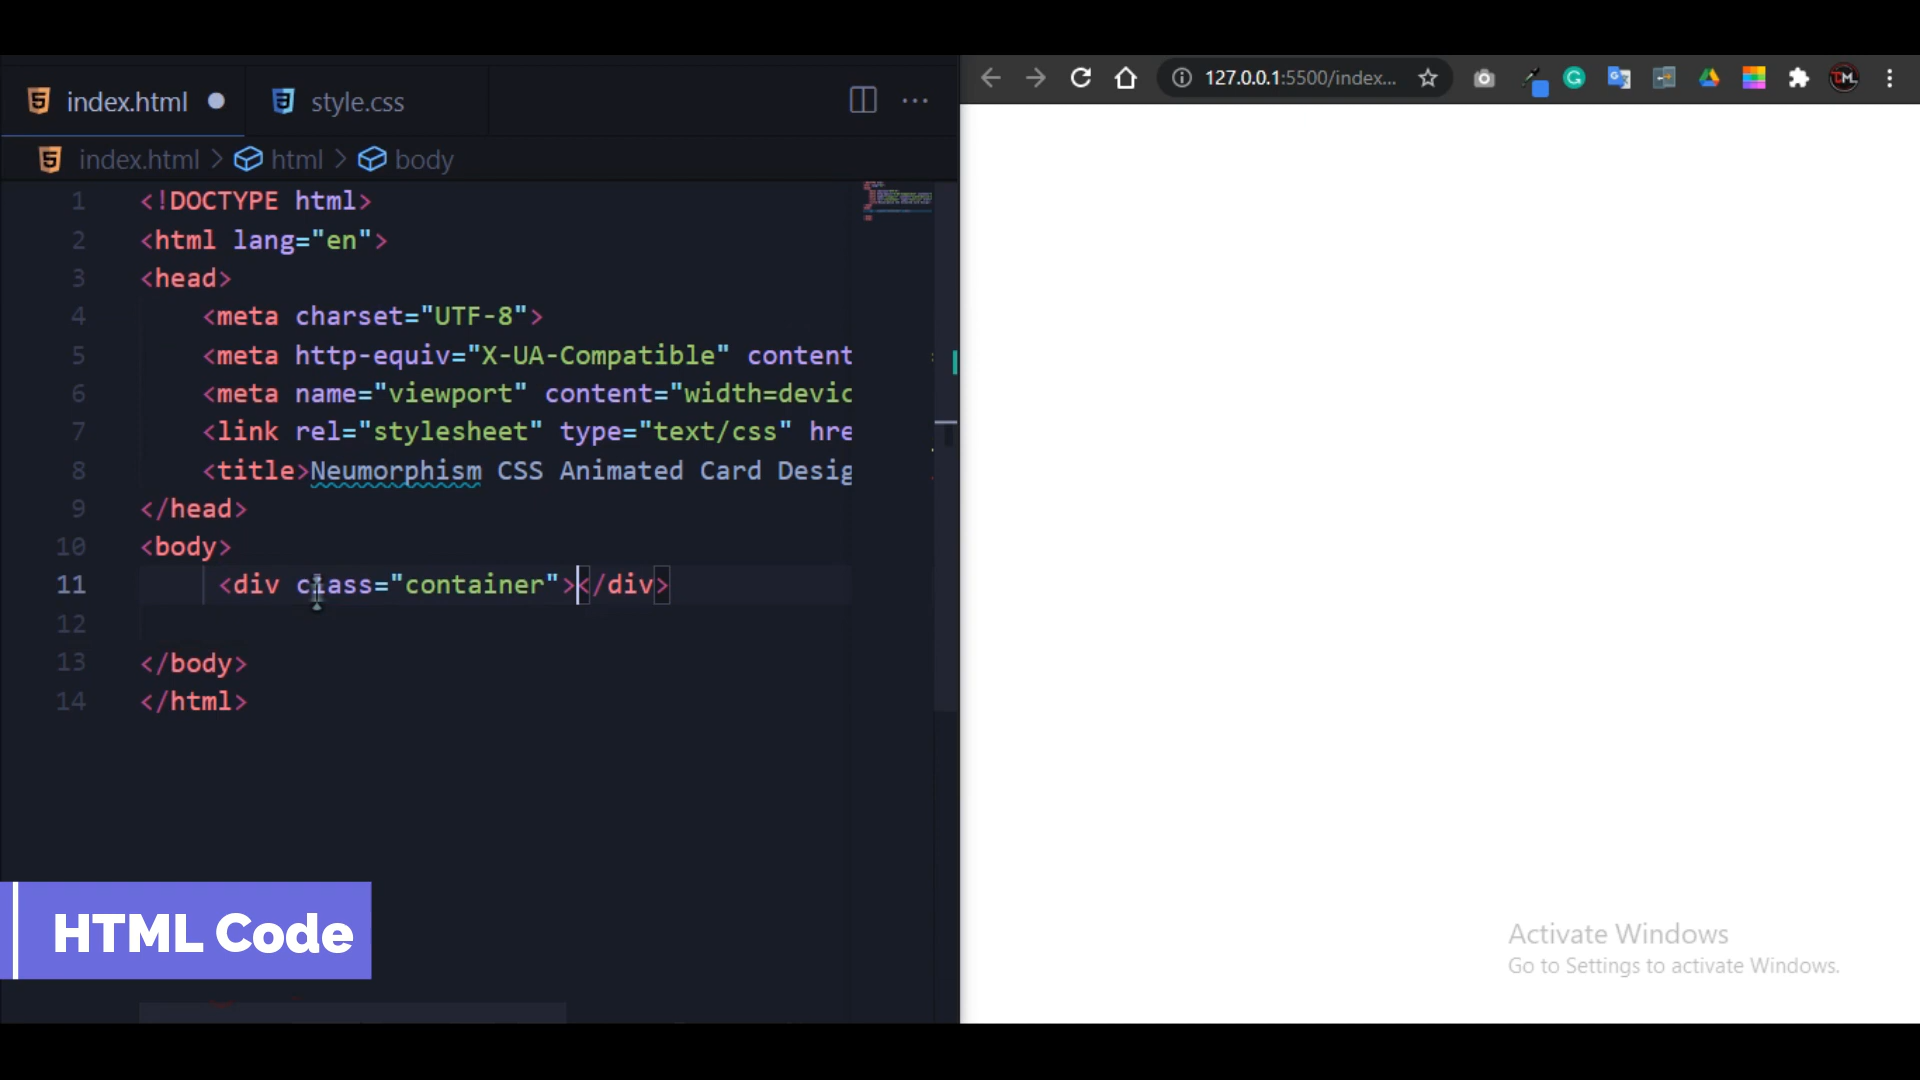 index.html
style.css
index.html > html > body
1 <!DOCTYPE html>
2 <html lang="en">
3 <head>
4 <meta charset="UTF-8">
5 <meta http-equiv="X-UA-Compatible" content
6 <meta name="viewport" content="width=devic
7 <link rel="stylesheet" type="text/css" hre
8 <title>Neumorphism CSS Animated Card Desig
9 </head>
10 <body>
11 <div class="container"></div>
12
13 </body>
14 </html>
HTML Code
127.0.0.1:5500/index...
Activate Windows
Go to Settings to activate Windows.